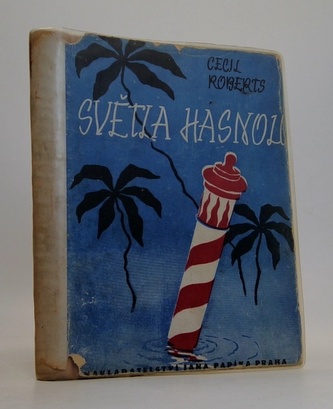 CECIL
ROBERTS
SVĚTLA HASNOU
NAKLADATELSTVÍ JANA PAPÍKA PRAHA